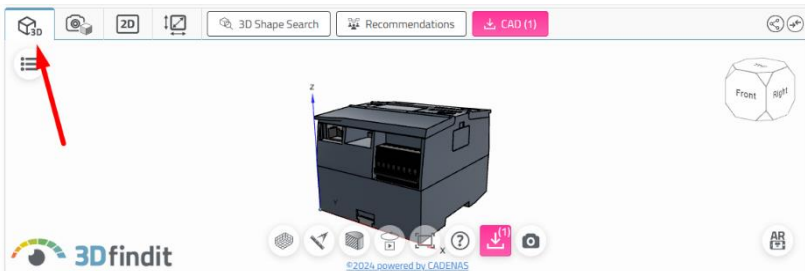 3D
2D
3D Shape Search
Recommendations
CAD (1)
z
Front
Right
Y
x
(1)
?
AR
3Dfindit
©2024 powered by CADENAS